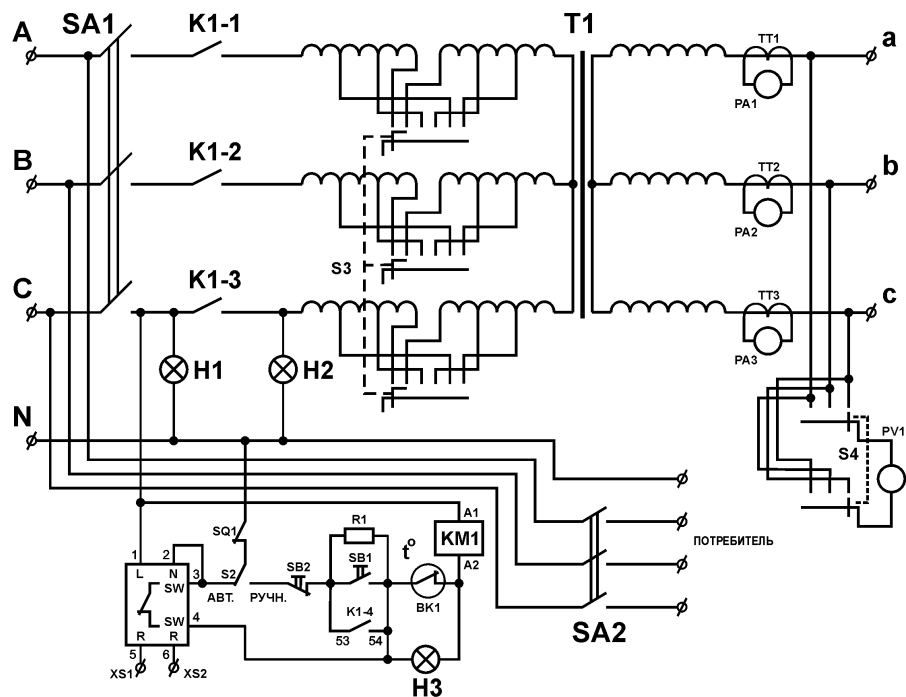 A SA1 K1-1 T1 TT1 a
PA1
B K1-2 TT2 b
PA2
S3
C K1-3 TT3 c
PA3
H1 H2
N
PV1
S4
A1
R1
SQ1 KM1
ПОТРЕБИТЕЛЬ
1 2 t° A2
L N 3 S2 SB2 SB1
SW
АВТ. РУЧН. BK1
SW 4 K1-4
R R 53 54 SA2
5 6
XS1 XS2
H3